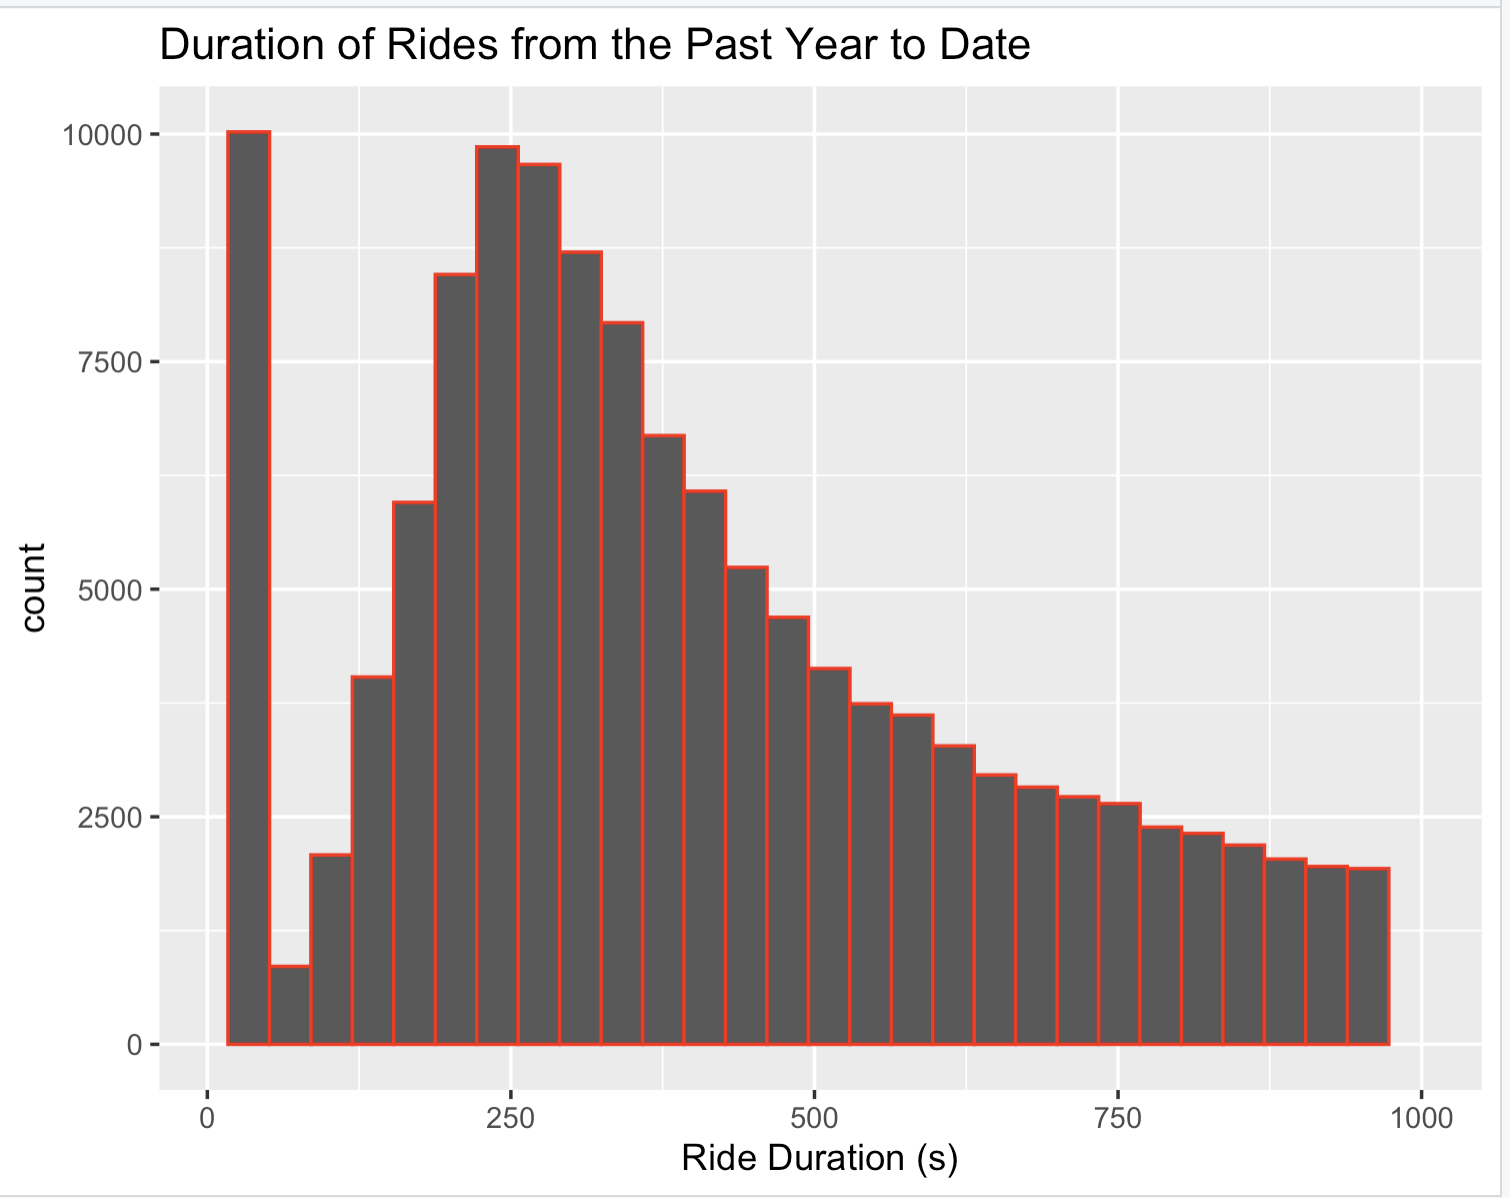 Duration of Rides from the Past Year to Date
10000
7500
5000
2500
0
count
0 250 500 750 1000
Ride Duration (s)